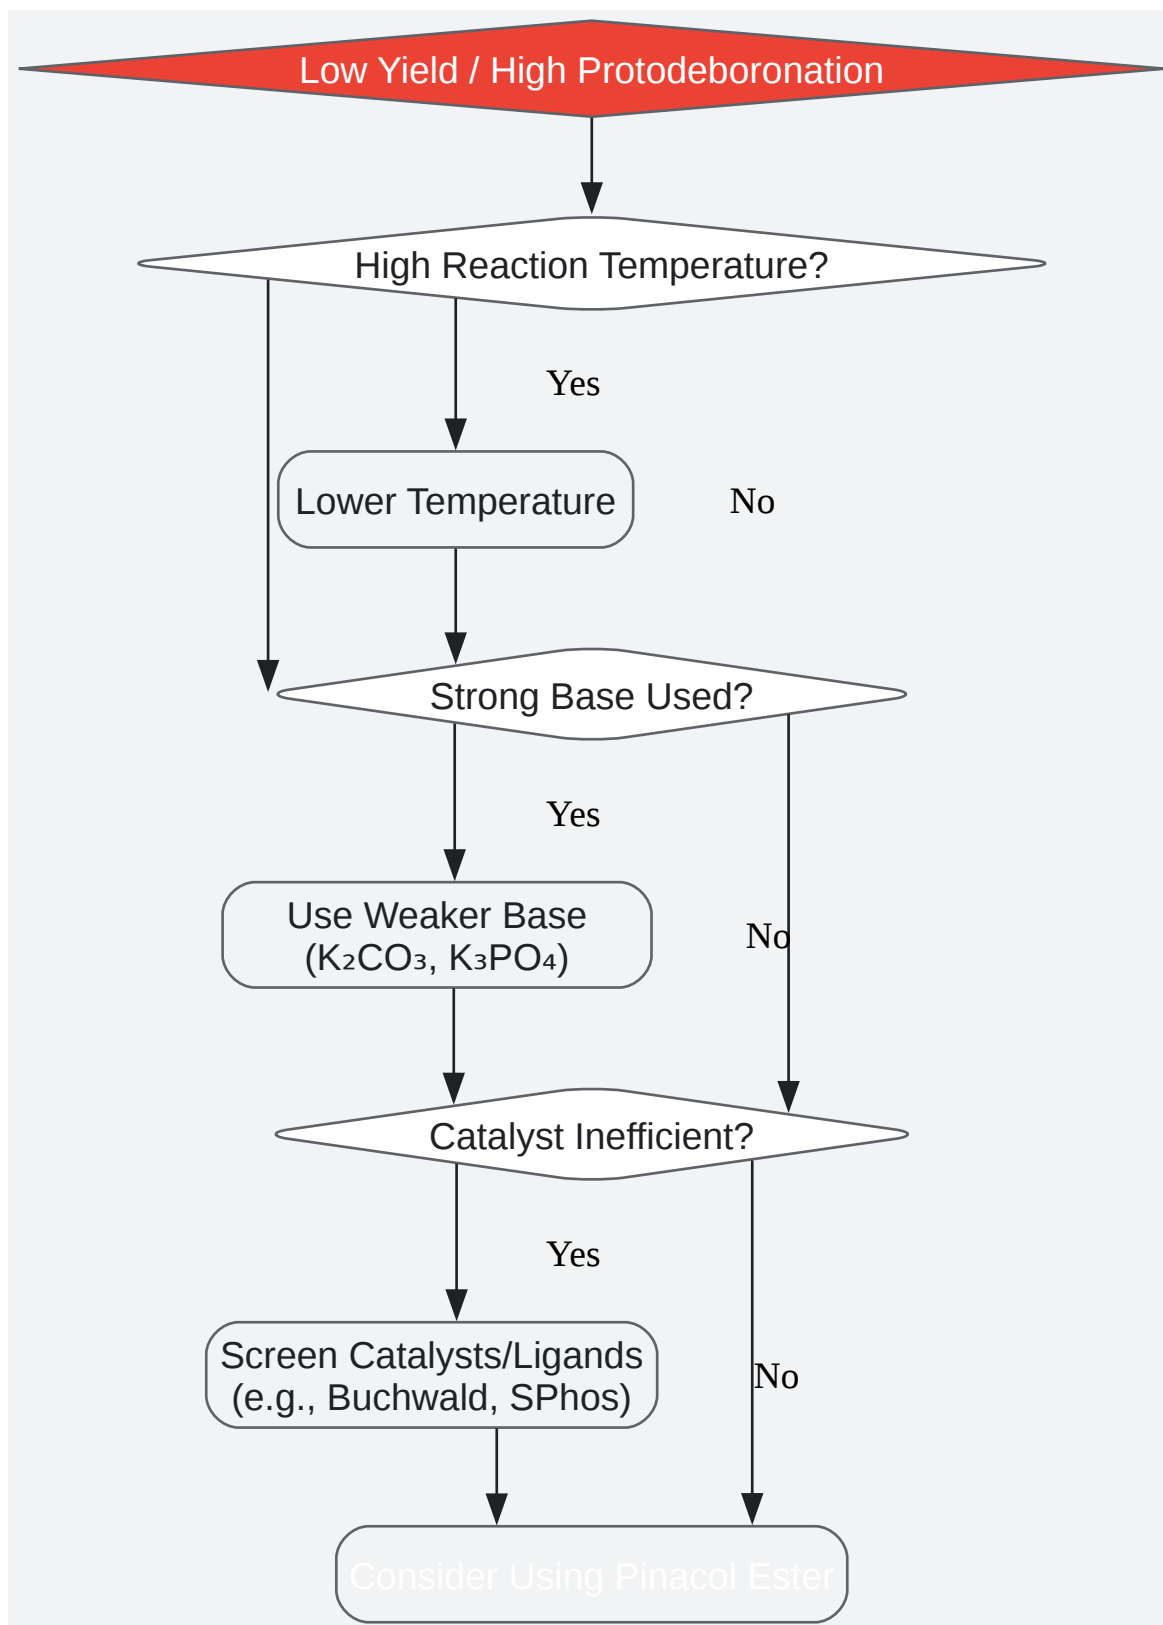 Low Yield / High Protodeboronation
High Reaction Temperature?
Yes
Lower Temperature
No
Strong Base Used?
Yes
Use Weaker Base
(K₂CO₃, K₃PO₄)
No
Catalyst Inefficient?
Yes
Screen Catalysts/Ligands
(e.g., Buchwald, SPhos)
No
Consider Using Pinacol Ester